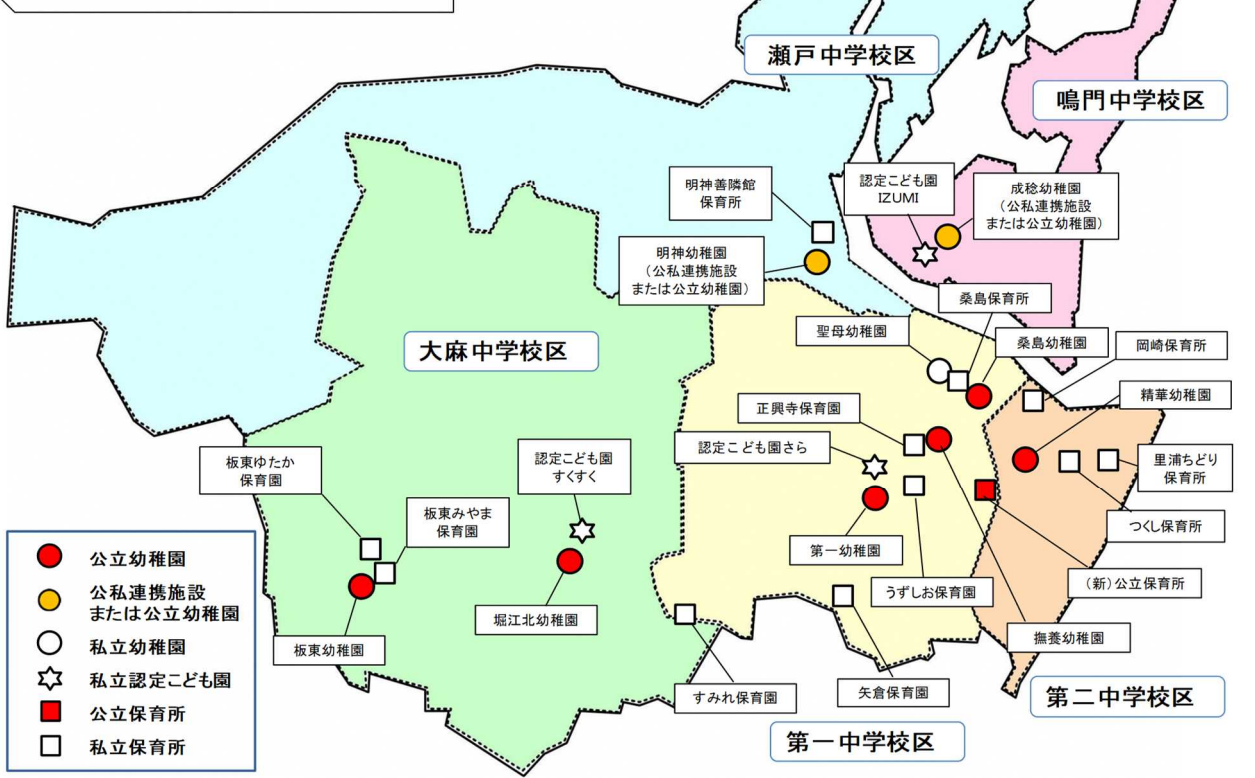 瀬戸中学校区
鳴門中学校区
明神善隣館
保育所
認定こども園
IZUMI
成稔幼稚園
（公私連携施設
または公立幼稚園）
明神幼稚園
（公私連携施設
または公立幼稚園）
桑島保育所
聖母幼稚園
桑島幼稚園
岡崎保育所
大麻中学校区
精華幼稚園
正興寺保育園
認定こども園さら
里浦ちどり
保育所
板東ゆたか
保育園
認定こども園
すくすく
板東みやま
保育園
つくし保育所
第一幼稚園
うずしお保育園
（新）公立保育所
堀江北幼稚園
撫養幼稚園
板東幼稚園
すみれ保育園
矢倉保育園
第二中学校区
第一中学校区
公立幼稚園
公私連携施設
または公立幼稚園
私立幼稚園
私立認定こども園
公立保育所
私立保育所